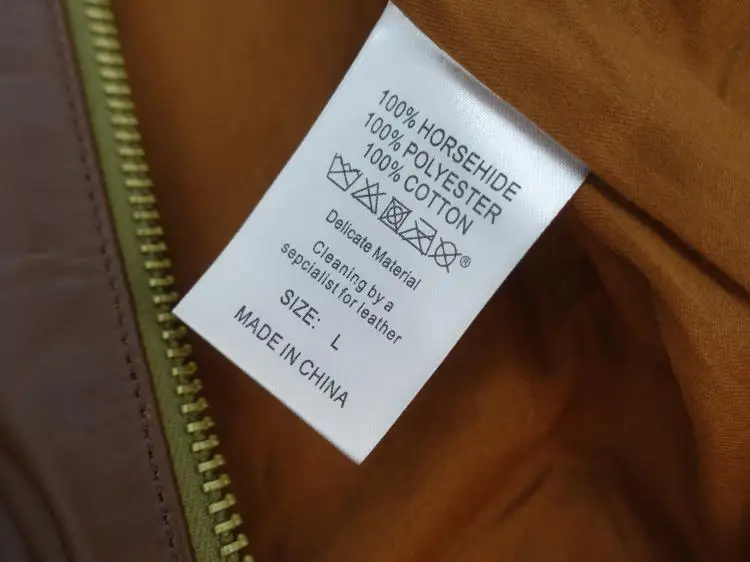 100% HORSEHIDE
100% POLYESTER
100% COTTON
®
Delicate Material
Cleaning by a
sepcialist for leather
SIZE: L
MADE IN CHINA